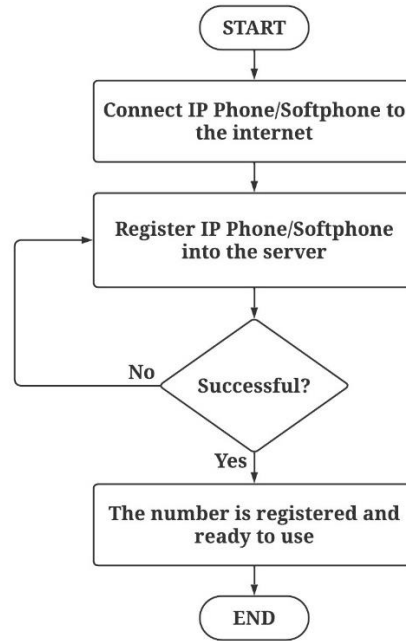 START
Connect IP Phone/Softphone to
the internet
Register IP Phone/Softphone
into the server
Successful?
No
Yes
The number is registered and
ready to use
END